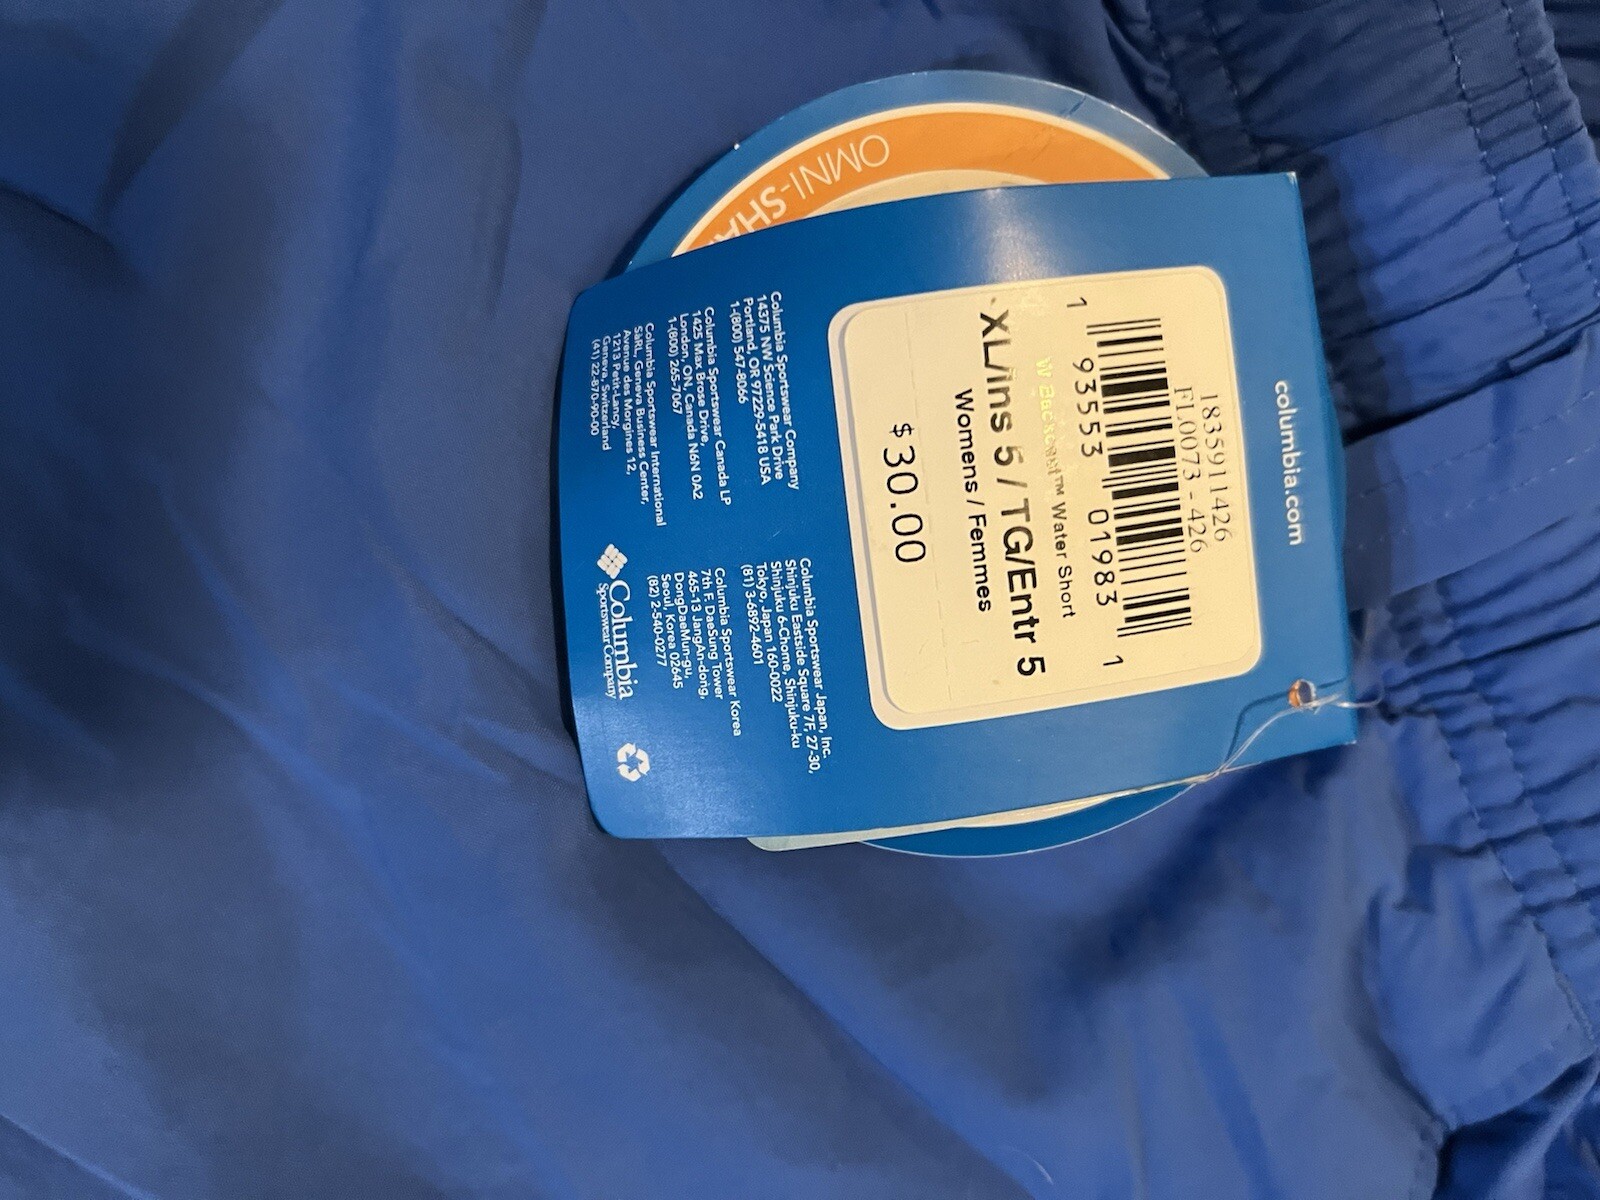 OMNI-SHA
columbia.com
1835911426
FL0073 - 426
1 93553 01983 1
W Backcast™ Water Short
XL/Ins 5 / TG/Entr 5
Womens / Femmes
$30.00
Columbia Sportswear Company
14375 NW Science Park Drive
Portland, OR 97229-5418 USA
1-(800) 547-8066
Columbia Sportswear Canada LP
1425 Max Brose Drive,
London, ON, Canada N6N 0A2
1-(800) 265-7067
Columbia Sportswear International
SàRL, Geneva Business Center,
Avenue des Morgines 12,
1213 Petit-Lancy,
Geneva, Switzerland
(41) 22-870-90-00
Columbia Sportswear Japan, Inc.
Shinjuku Eastside Square 7F, 27-30,
Shinjuku 6-Chome, Shinjuku-ku
Tokyo, Japan 160-0022
(81) 3-6892-4601
Columbia Sportswear Korea
7th F. DaeSung Tower
465-13 JangAn-dong,
DongDaeMun-gu,
Seoul, Korea 02645
(82) 2-540-0277
Columbia
Sportswear Company